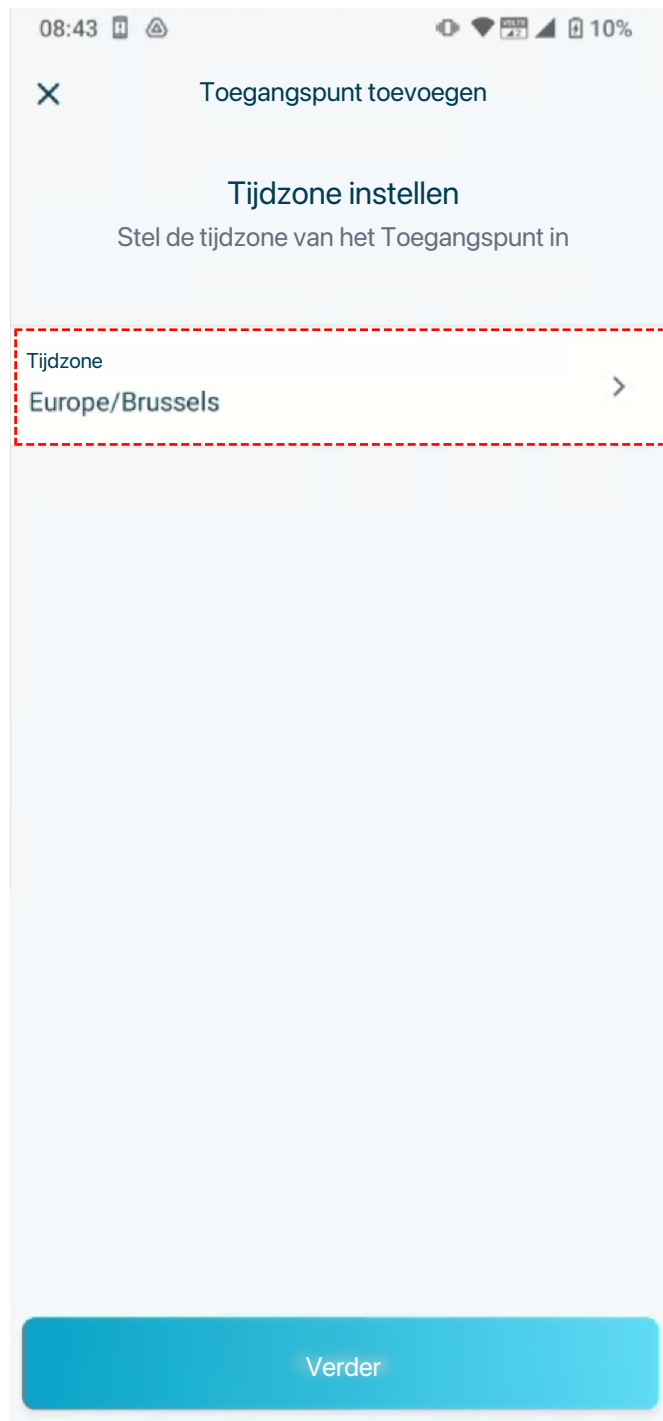 08:43
10%
Toegangspunt toevoegen
Tijdzone instellen
Stel de tijdzone van het Toegangspunt in
Tijdzone
Europe/Brussels
Verder